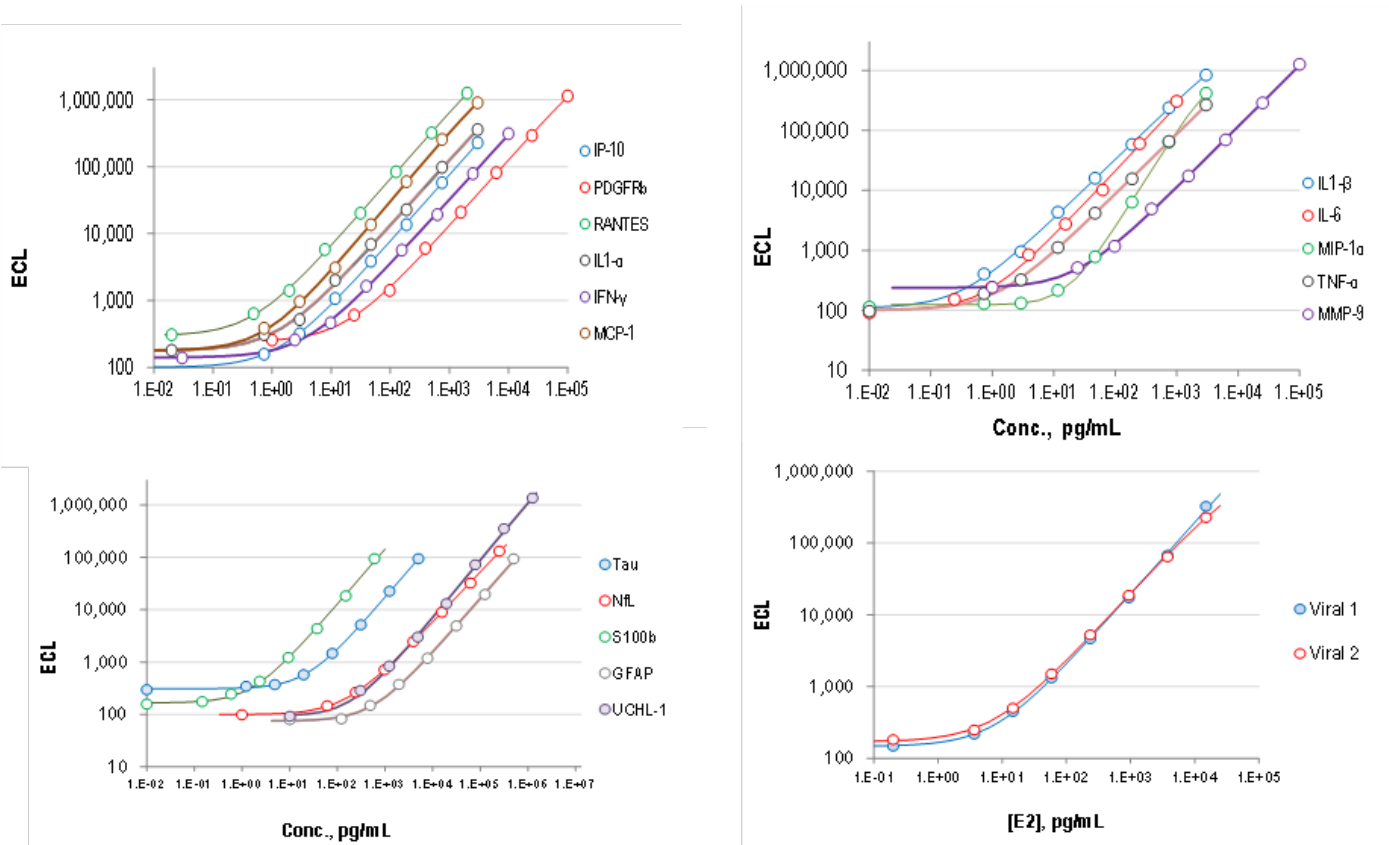 1,000,000
100,000
10,000
1,000
100
ECL
1.E-02 1.E-01 1.E+00 1.E+01 1.E+02 1.E+03 1.E+04 1.E+05
IP-10
PDGFRb
RANTES
IL1-α
IFN-γ
MCP-1
1,000,000
100,000
10,000
1,000
100
10
ECL
1.E-02 1.E-01 1.E+00 1.E+01 1.E+02 1.E+03 1.E+04 1.E+05
Conc., pg/mL
IL1-β
IL-6
MIP-1α
TNF-α
MMP-9
1,000,000
100,000
10,000
1,000
100
10
ECL
1.E-02 1.E-01 1.E+00 1.E+01 1.E+02 1.E+03 1.E+04 1.E+05 1.E+06 1.E+07
Conc., pg/mL
Tau
NfL
S100b
GFAP
UCHL-1
1,000,000
100,000
10,000
1,000
100
ECL
1.E-01 1.E+00 1.E+01 1.E+02 1.E+03 1.E+04 1.E+05
[E2], pg/mL
Viral 1
Viral 2